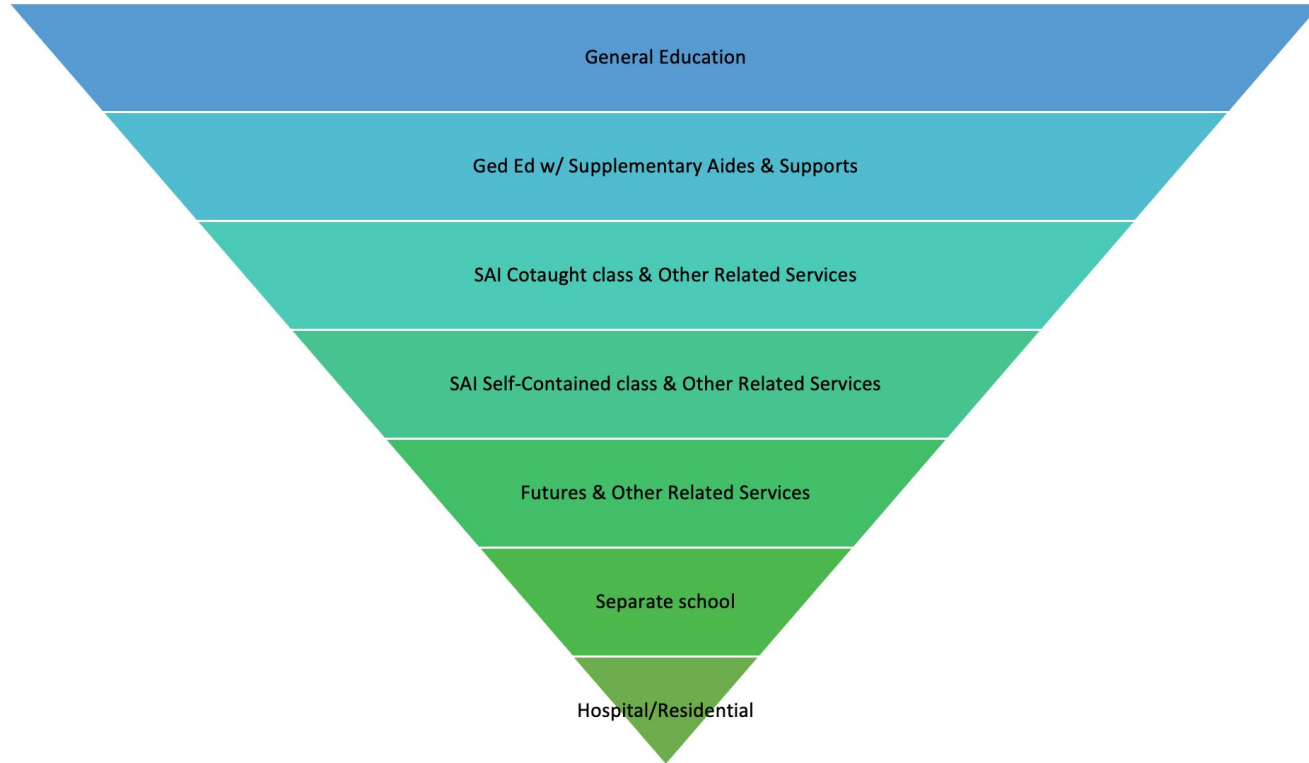 General Education
Ged Ed w/ Supplementary Aides & Supports
SAI Cotaught class & Other Related Services
SAI Self-Contained class & Other Related Services
Futures & Other Related Services
Separate school
Hospital/Residential